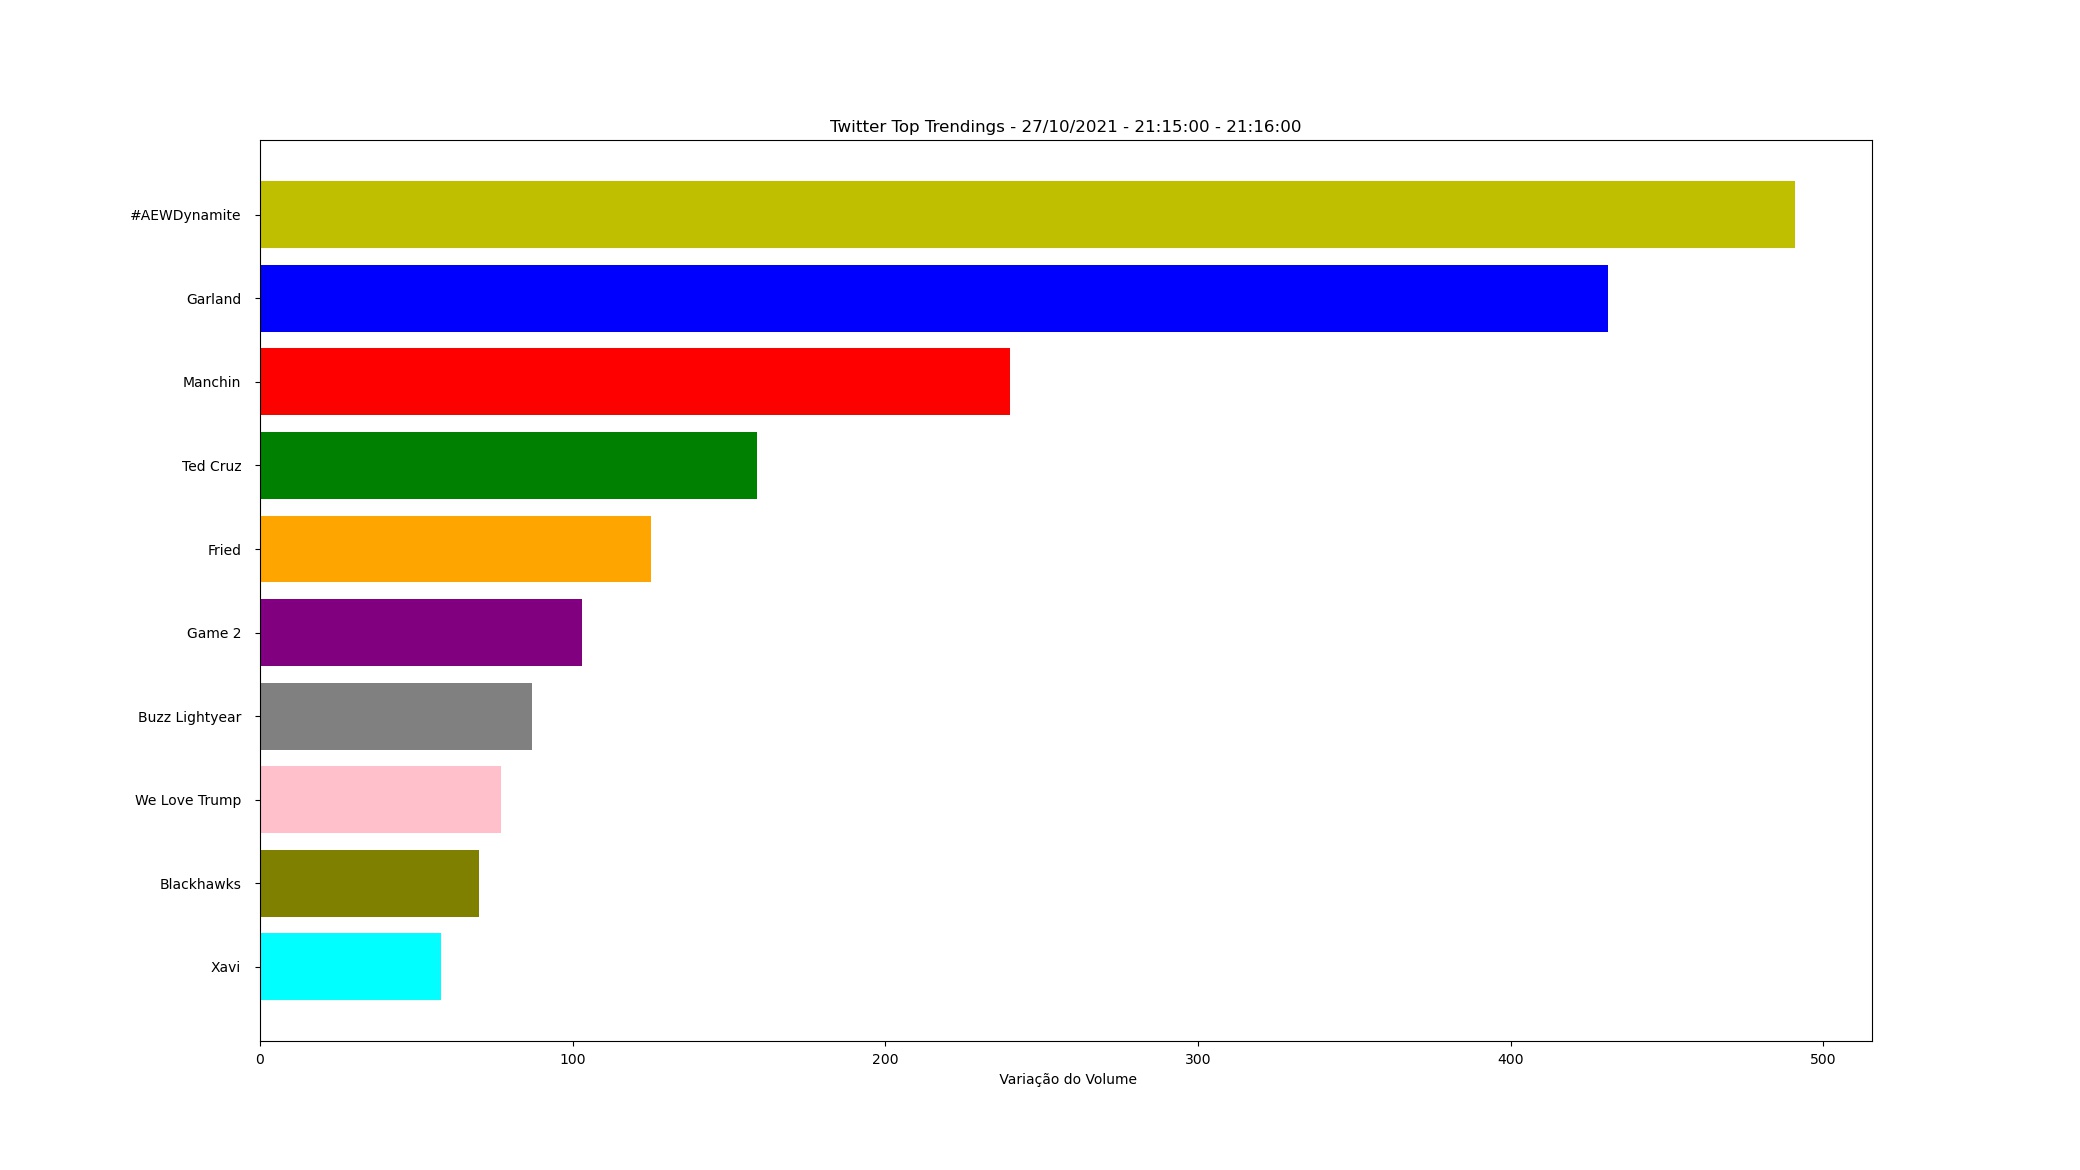 Twitter Top Trendings - 27/10/2021 - 21:15:00 - 21:16:00
#AEWDynamite
Garland
Manchin
Ted Cruz
Fried
Game 2
Buzz Lightyear
We Love Trump
Blackhawks
Xavi
0 100 200 300 400 500
Variação do Volume